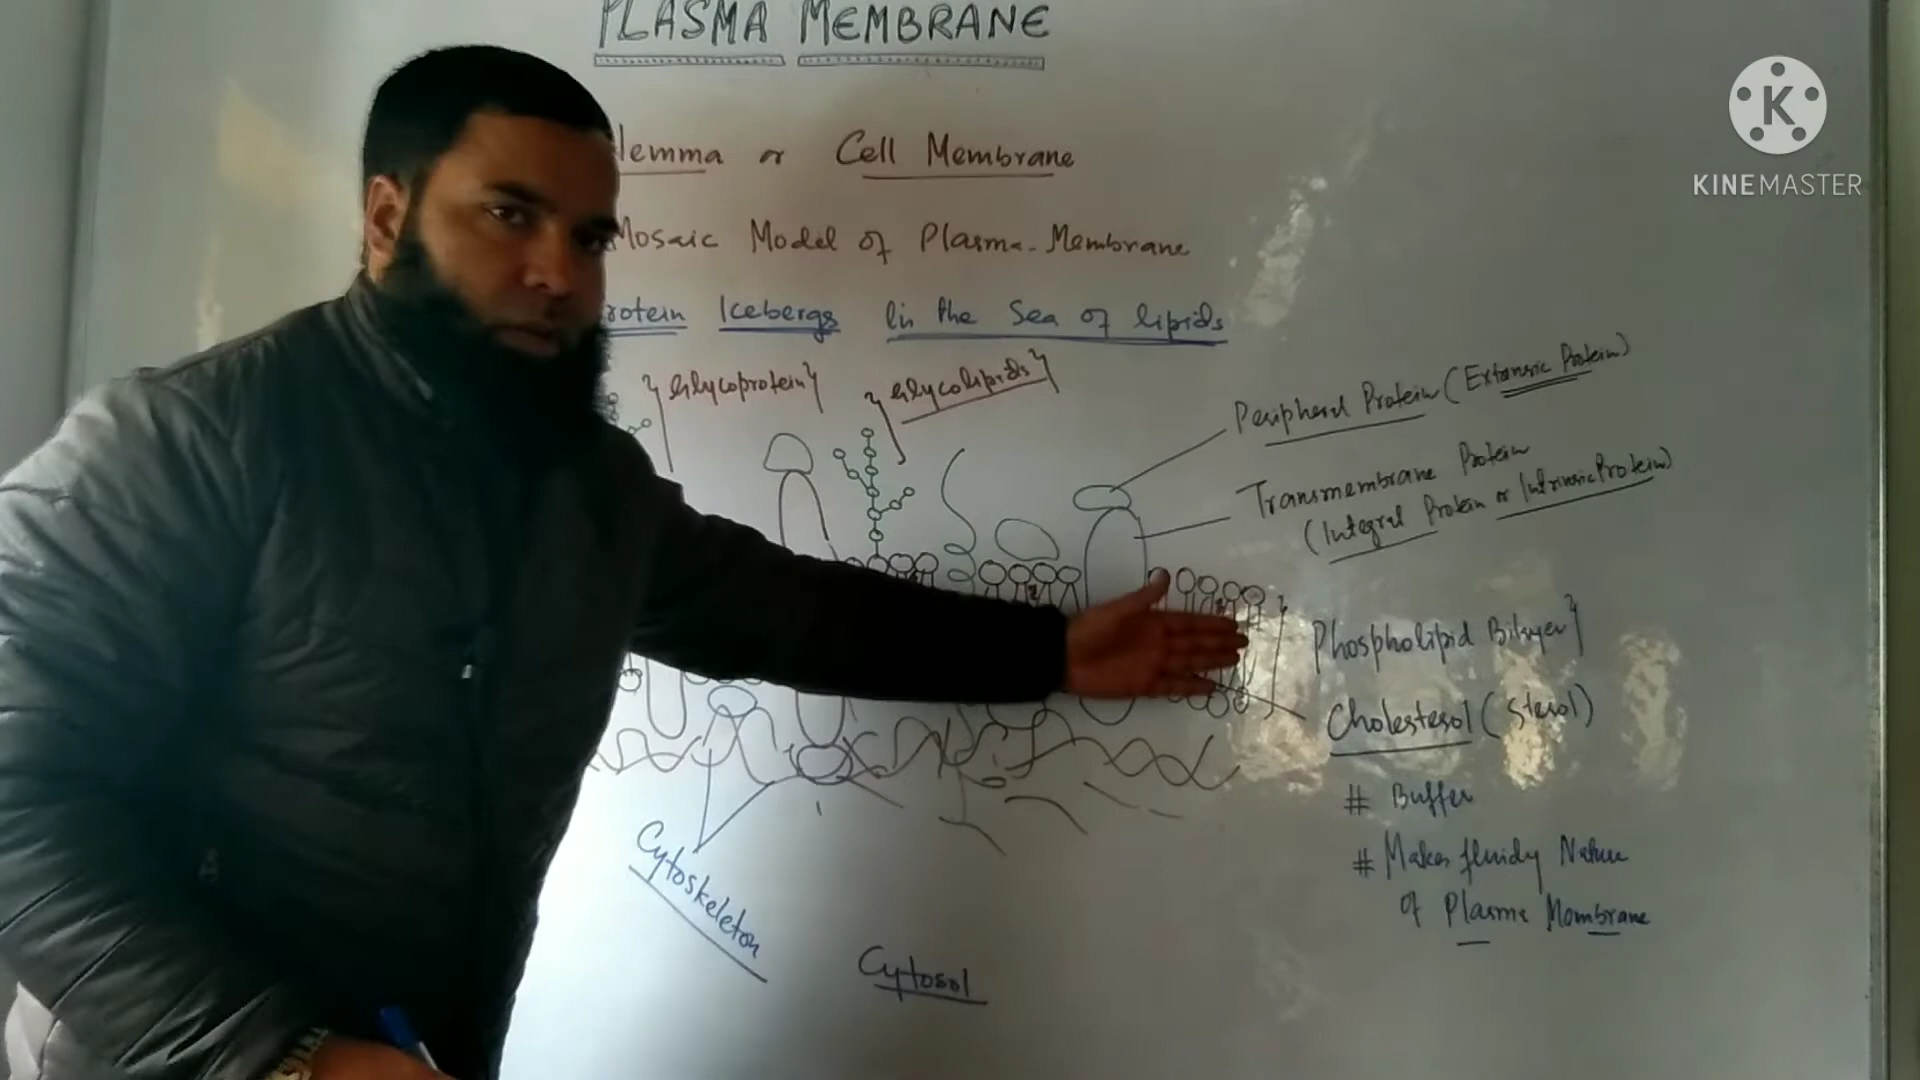 PLASMA MEMBRANE
lemma or Cell Membrane
Mosaic Model of Plasma-Membrane
rotein Icebergs in the Sea of lipids
Glycoprotein
Glycolipids
Peripheral Protein (Extansic Protein)
Transmembrane Protein
(Integral Protein or Intrinsic Protein)
Phospholipid Bilayer
Cholesterol (Sterol)
# Buffer
# Makes fluidy Nature
of Plasma Membrane
Cytoskeleton
Cytosol
K
KINEMASTER